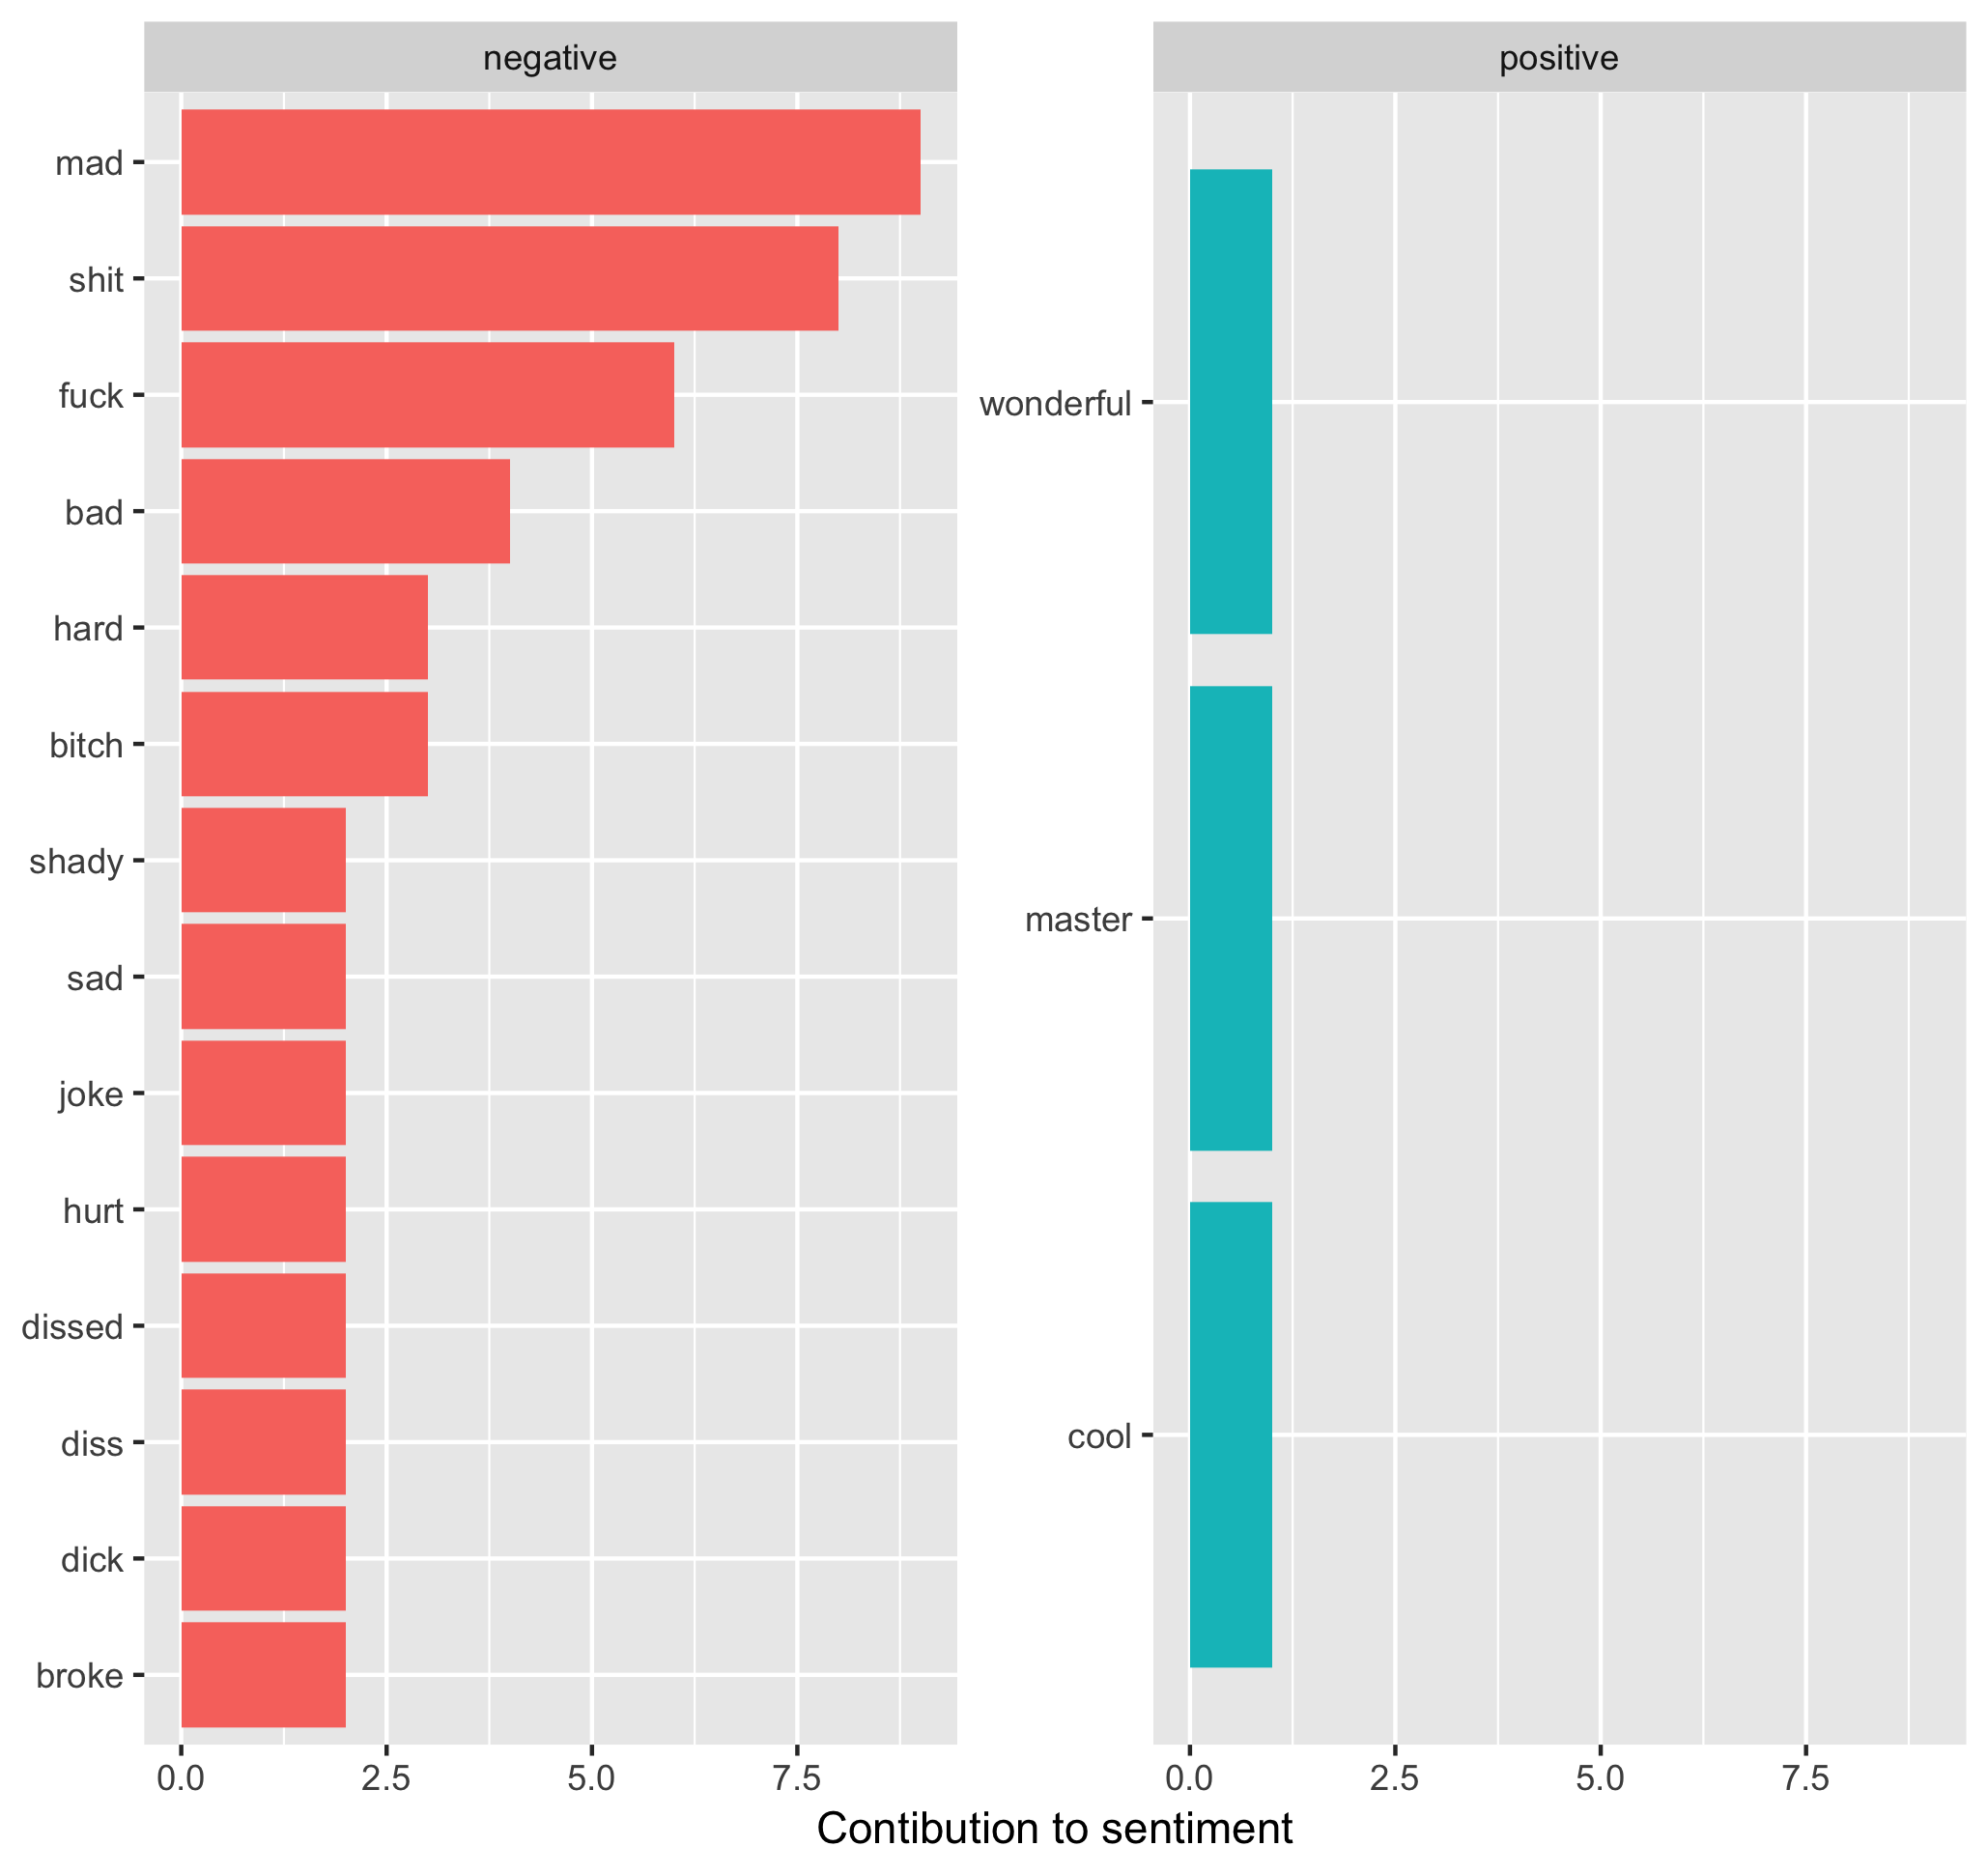 negative
positive
mad
shit
fuck
bad
hard
bitch
shady
sad
joke
hurt
dissed
diss
dick
broke
wonderful
master
cool
0.0 2.5 5.0 7.5
0.0 2.5 5.0 7.5
Contibution to sentiment